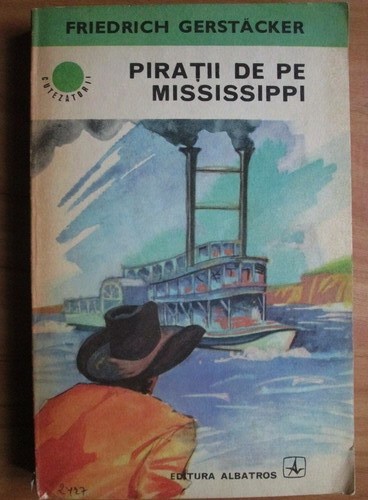 FRIEDRICH GERSTÄCKER
CUTEZĂTORII
PIRAȚII DE PE
MISSISSIPPI
EDITURA ALBATROS